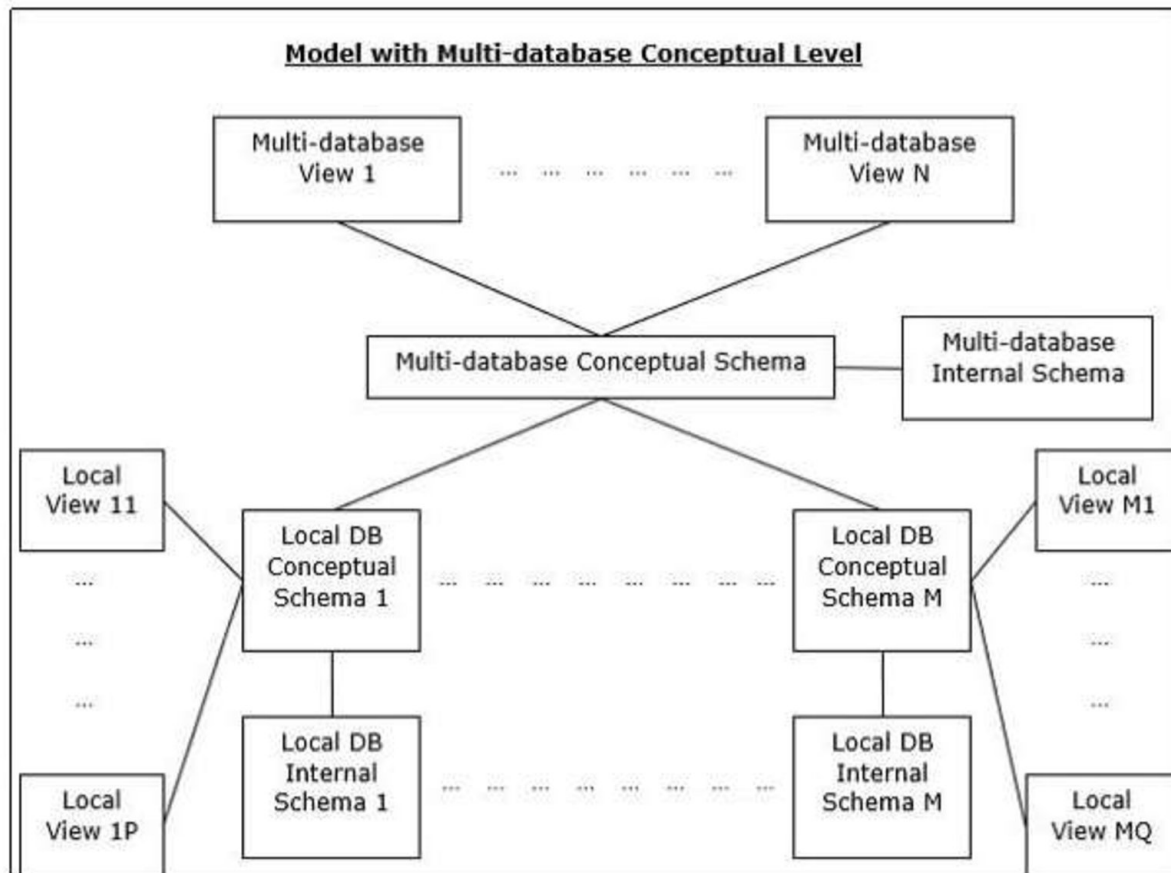 Model with Multi-database Conceptual Level
Multi-database
View 1
... ... ... ... ... ...
Multi-database
View N
Multi-database Conceptual Schema
Multi-database
Internal Schema
Local
View 11
...
...
...
Local
View 1P
Local DB
Conceptual
Schema 1
... ... ... ... ... ... ... ...
Local DB
Conceptual
Schema M
Local
View M1
...
...
...
Local
View MQ
Local DB
Internal
Schema 1
... ... ... ... ... ... ... ...
Local DB
Internal
Schema M